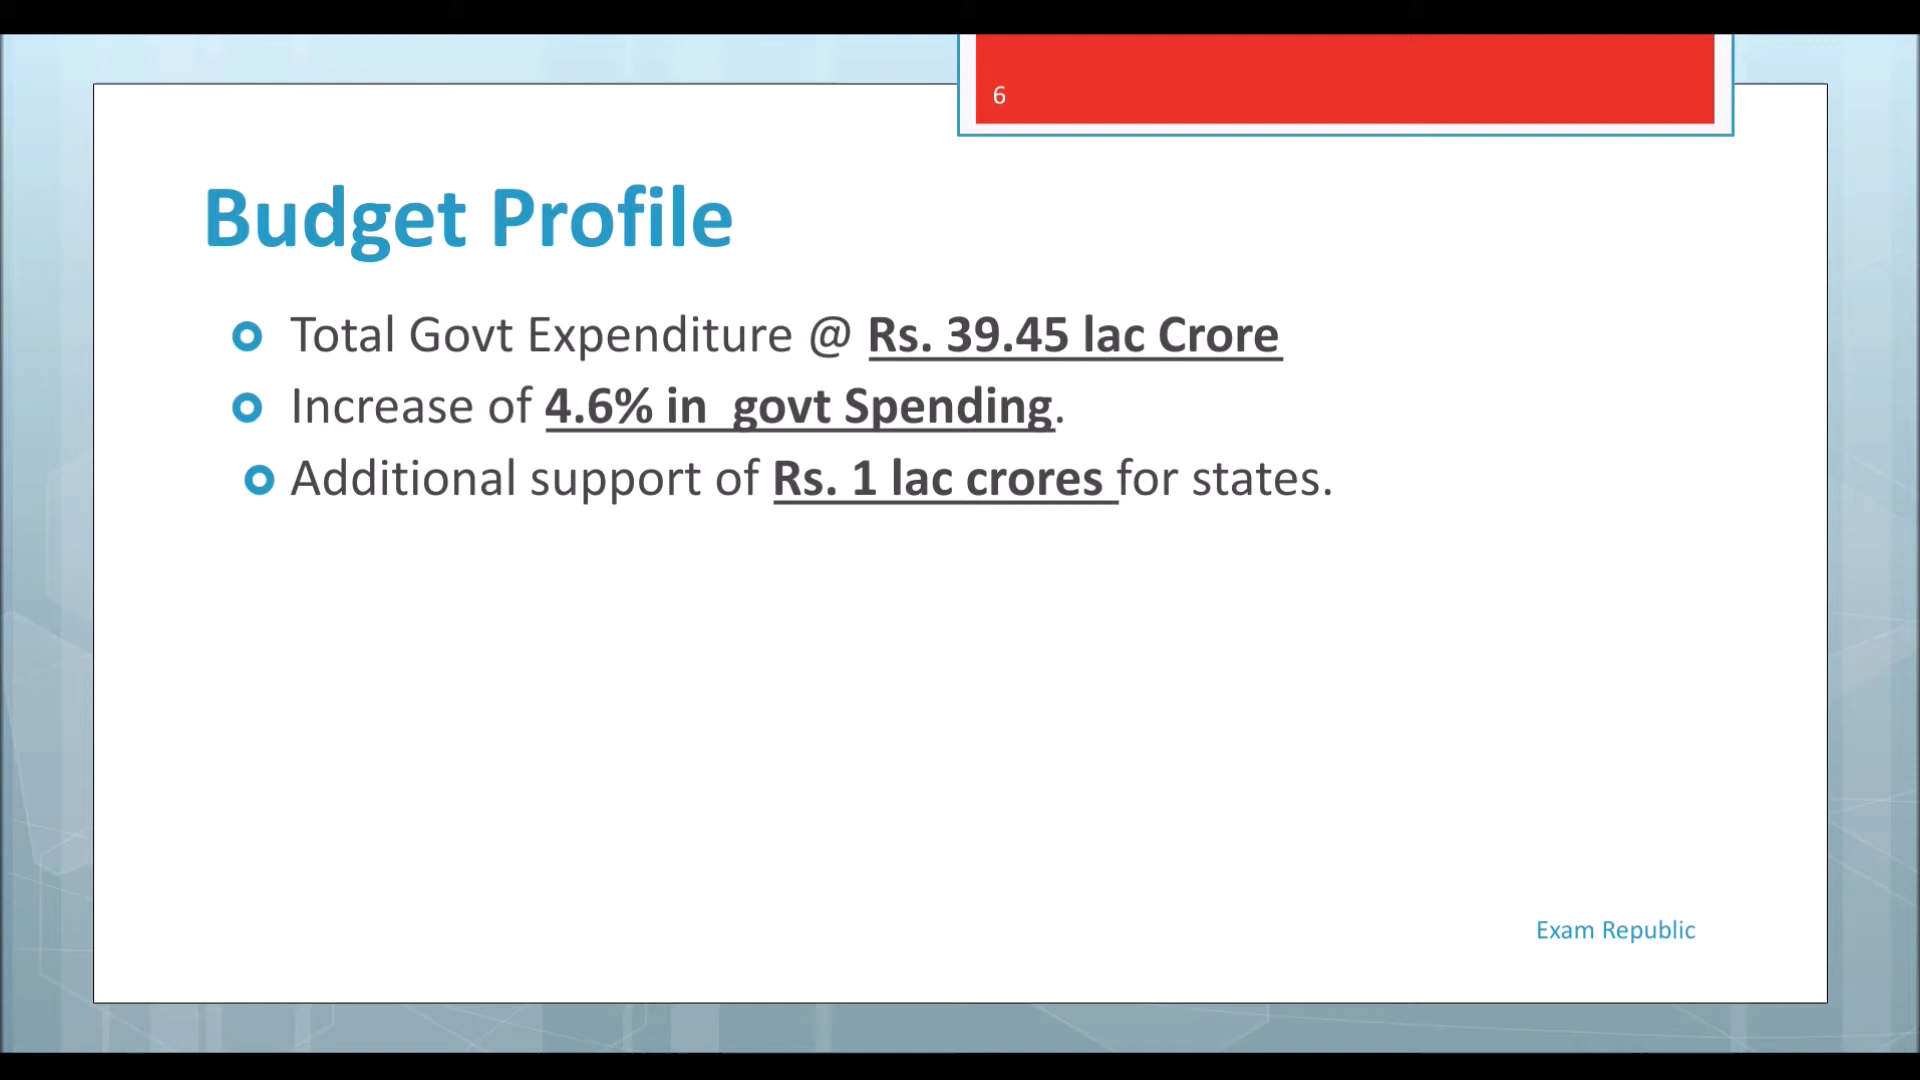 6
Budget Profile
Total Govt Expenditure @ Rs. 39.45 lac Crore
Increase of 4.6% in  govt Spending.
Additional support of Rs. 1 lac crores for states.
Exam Republic